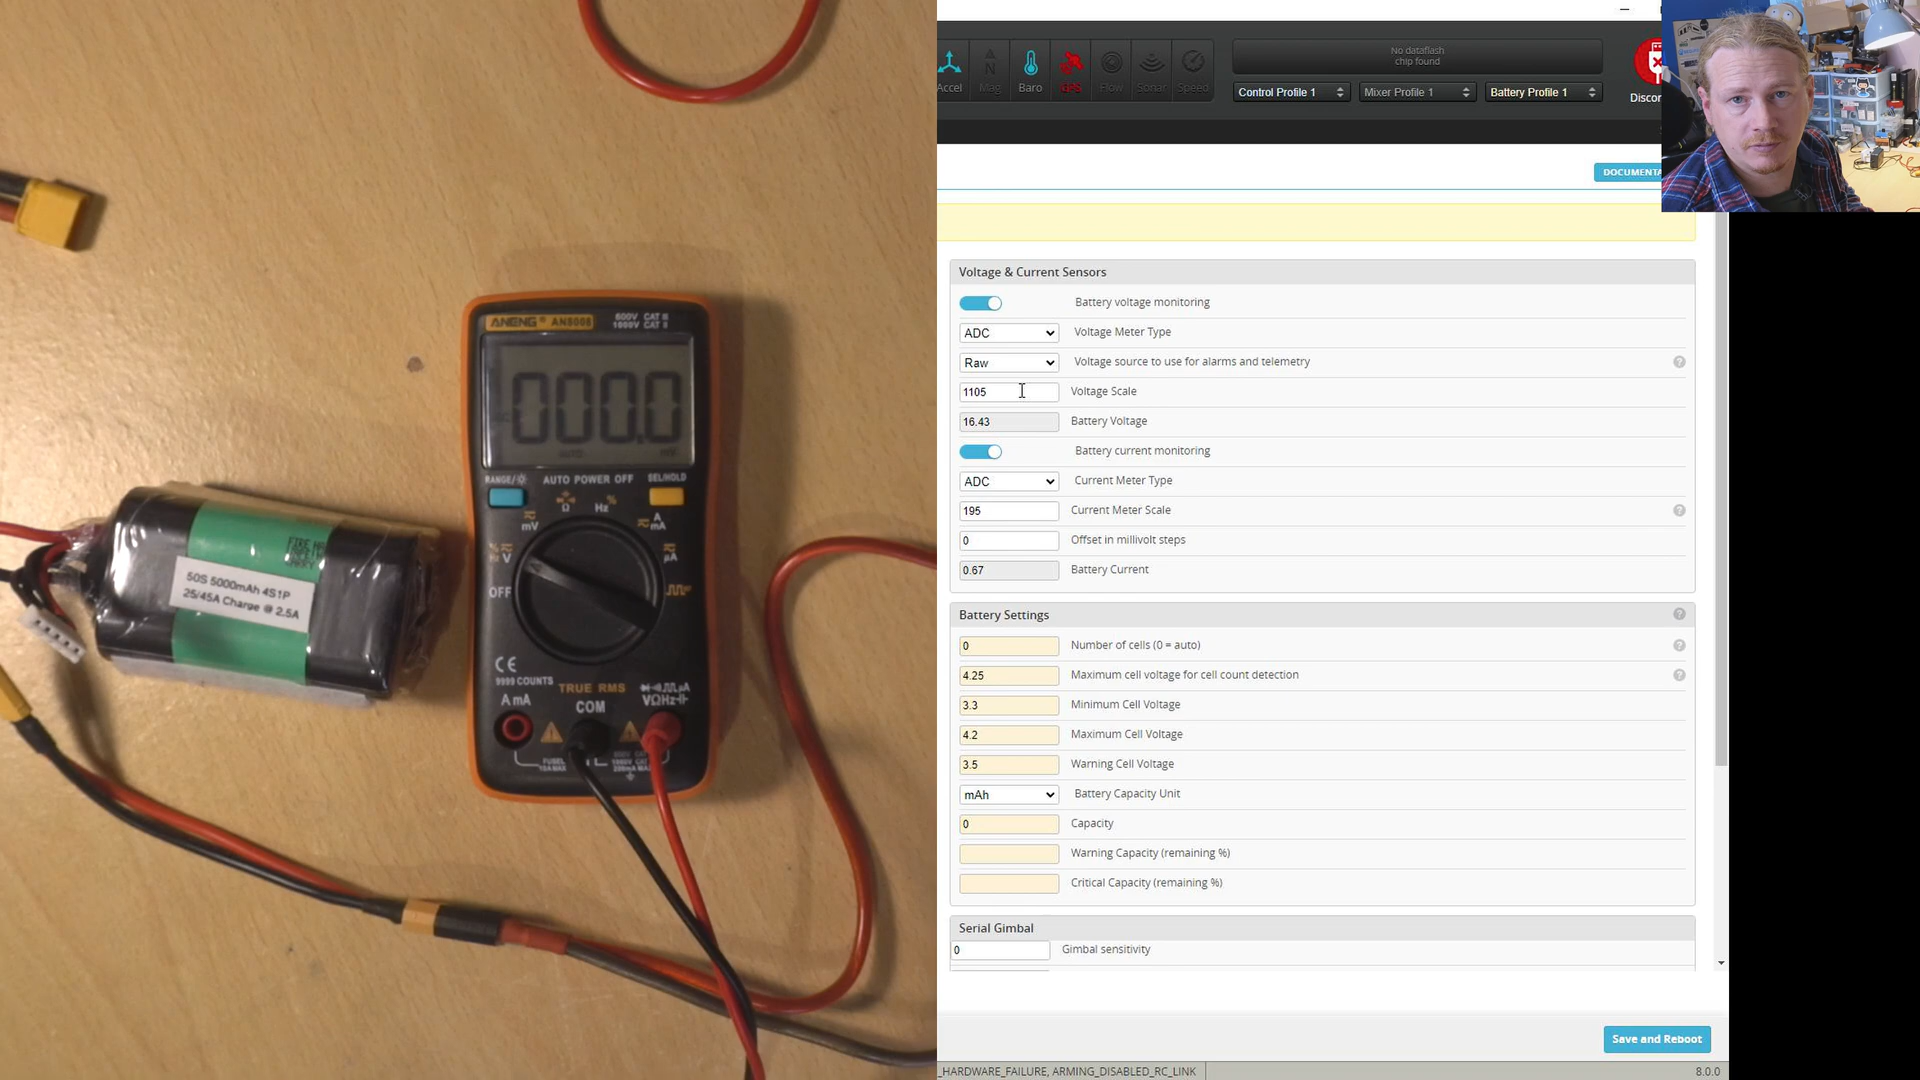 ANENG AN8008
600V CAT III
1000V CAT II
000.0
AUTO
mV
RANGE/
AUTO POWER OFF
SEL/HOLD
Ω
Hz%
mV
A
mA
V
μA
OFF
CE
9999 COUNTS
TRUE RMS
A mA
COM
VΩHz
50S 5000mAh 4S1P
25/45A Charge @ 2.5A
Accel
Mag
Baro
GPS
Flow
Sonar
Speed
No dataflash
chip found
Control Profile 1
Mixer Profile 1
Battery Profile 1
Discon
DOCUMENTA
Voltage & Current Sensors
Battery voltage monitoring
ADC Voltage Meter Type
Raw Voltage source to use for alarms and telemetry
1105 Voltage Scale
16.43 Battery Voltage
Battery current monitoring
ADC Current Meter Type
195 Current Meter Scale
0 Offset in millivolt steps
0.67 Battery Current
Battery Settings
0 Number of cells (0 = auto)
4.25 Maximum cell voltage for cell count detection
3.3 Minimum Cell Voltage
4.2 Maximum Cell Voltage
3.5 Warning Cell Voltage
mAh Battery Capacity Unit
0 Capacity
Warning Capacity (remaining %)
Critical Capacity (remaining %)
Serial Gimbal
0 Gimbal sensitivity
Save and Reboot
_HARDWARE_FAILURE, ARMING_DISABLED_RC_LINK
8.0.0